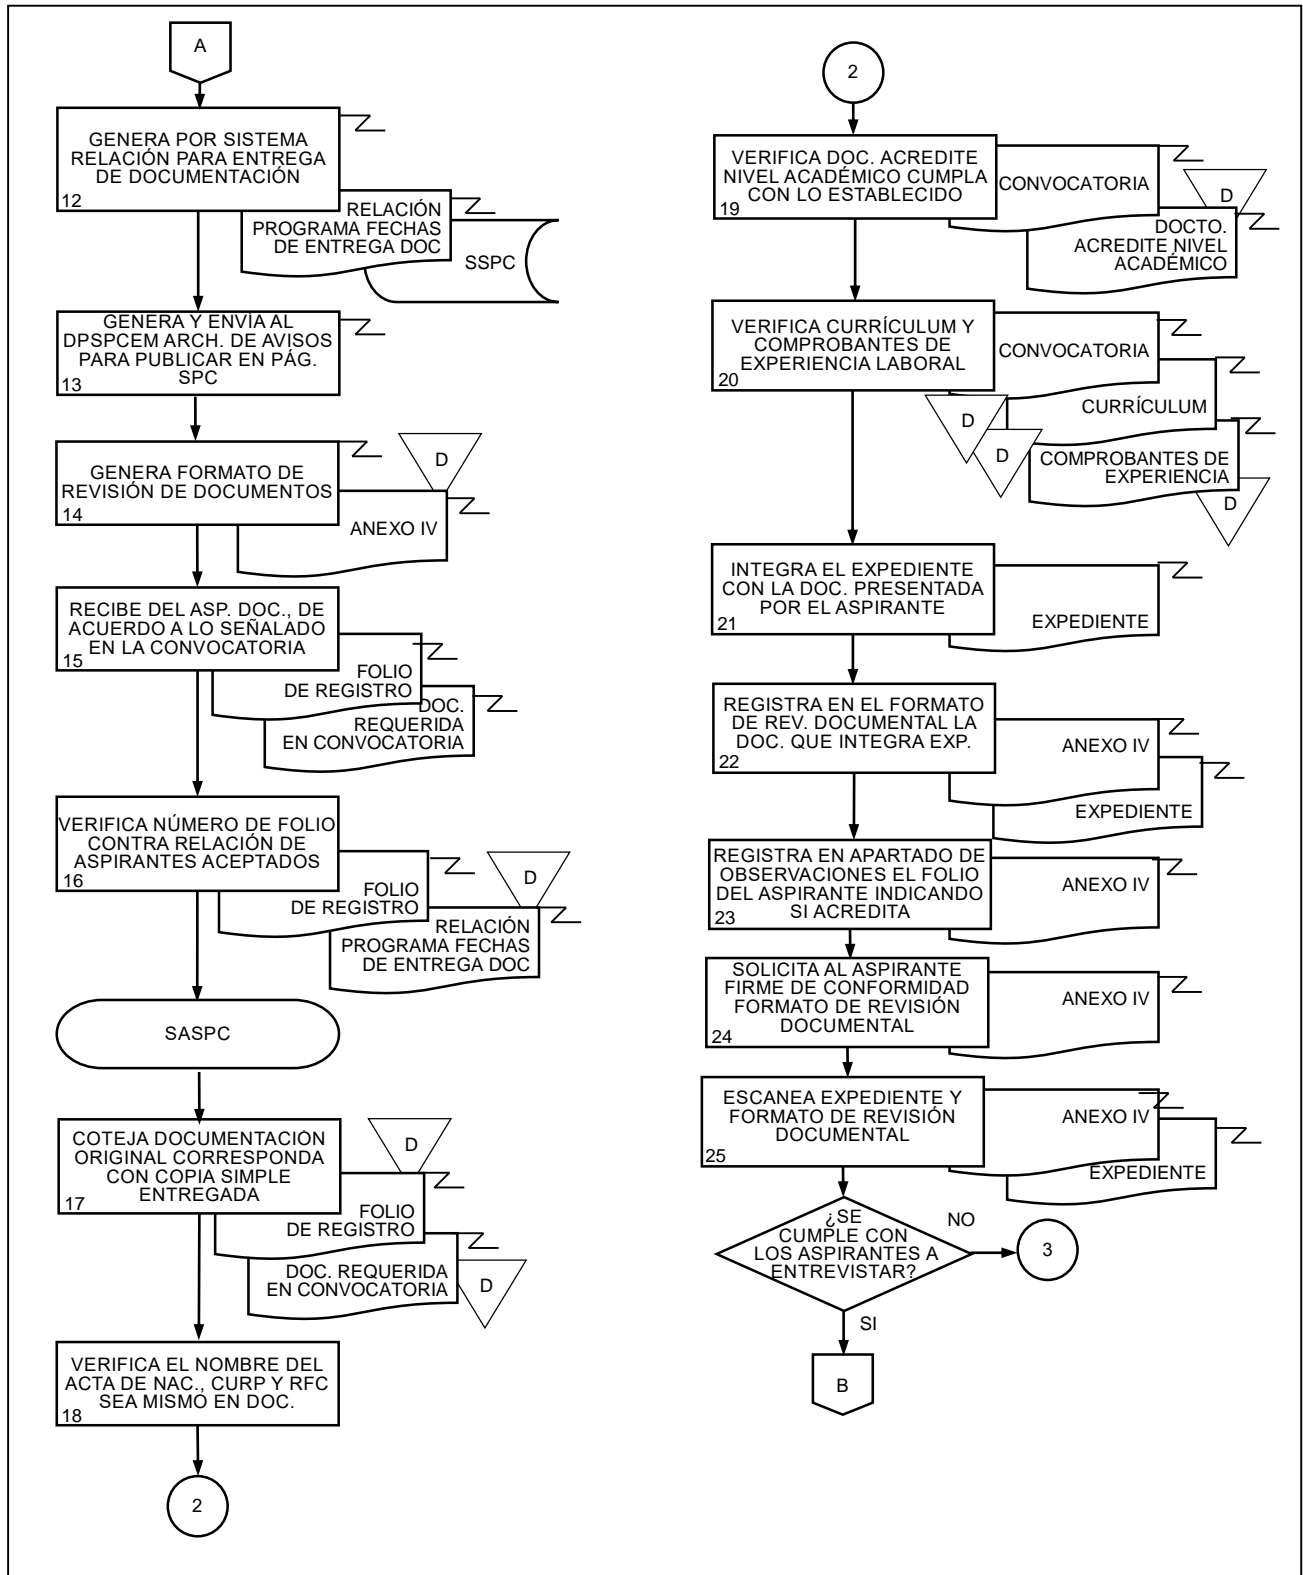 A
GENERA POR SISTEMA
RELACIÓN PARA ENTREGA
DE DOCUMENTACIÓN
12
RELACIÓN
PROGRAMA FECHAS
DE ENTREGA DOC
SSPC
GENERA Y ENVÍA AL
DPSPCEM ARCH. DE AVISOS
PARA PUBLICAR EN PÁG.
SPC
13
GENERA FORMATO DE
REVISIÓN DE DOCUMENTOS
14
D
ANEXO IV
RECIBE DEL ASP. DOC., DE
ACUERDO A LO SEÑALADO
EN LA CONVOCATORIA
15
FOLIO
DE REGISTRO
DOC.
REQUERIDA
EN CONVOCATORIA
VERIFICA NÚMERO DE FOLIO
CONTRA RELACIÓN DE
ASPIRANTES ACEPTADOS
16
FOLIO
DE REGISTRO
D
RELACIÓN
PROGRAMA FECHAS
DE ENTREGA DOC
SASPC
COTEJA DOCUMENTACIÓN
ORIGINAL CORRESPONDA
CON COPIA SIMPLE
ENTREGADA
17
D
FOLIO
DE REGISTRO
DOC. REQUERIDA
EN CONVOCATORIA
D
VERIFICA EL NOMBRE DEL
ACTA DE NAC., CURP Y RFC
SEA MISMO EN DOC.
18
2
2
VERIFICA DOC. ACREDITE
NIVEL ACADÉMICO CUMPLA
CON LO ESTABLECIDO
19
CONVOCATORIA
D
DOCTO.
ACREDITE NIVEL
ACADÉMICO
VERIFICA CURRÍCULUM Y
COMPROBANTES DE
EXPERIENCIA LABORAL
20
CONVOCATORIA
D
CURRÍCULUM
D
COMPROBANTES DE
EXPERIENCIA
D
INTEGRA EL EXPEDIENTE
CON LA DOC. PRESENTADA
POR EL ASPIRANTE
21
EXPEDIENTE
REGISTRA EN EL FORMATO
DE REV. DOCUMENTAL LA
DOC. QUE INTEGRA EXP.
22
ANEXO IV
EXPEDIENTE
REGISTRA EN APARTADO DE
OBSERVACIONES EL FOLIO
DEL ASPIRANTE INDICANDO
SI ACREDITA
23
ANEXO IV
SOLICITA AL ASPIRANTE
FIRME DE CONFORMIDAD
FORMATO DE REVISIÓN
DOCUMENTAL
24
ANEXO IV
ESCANEA EXPEDIENTE Y
FORMATO DE REVISIÓN
DOCUMENTAL
25
ANEXO IV
EXPEDIENTE
¿SE
CUMPLE CON
LOS ASPIRANTES A
ENTREVISTAR?
NO
3
SI
B